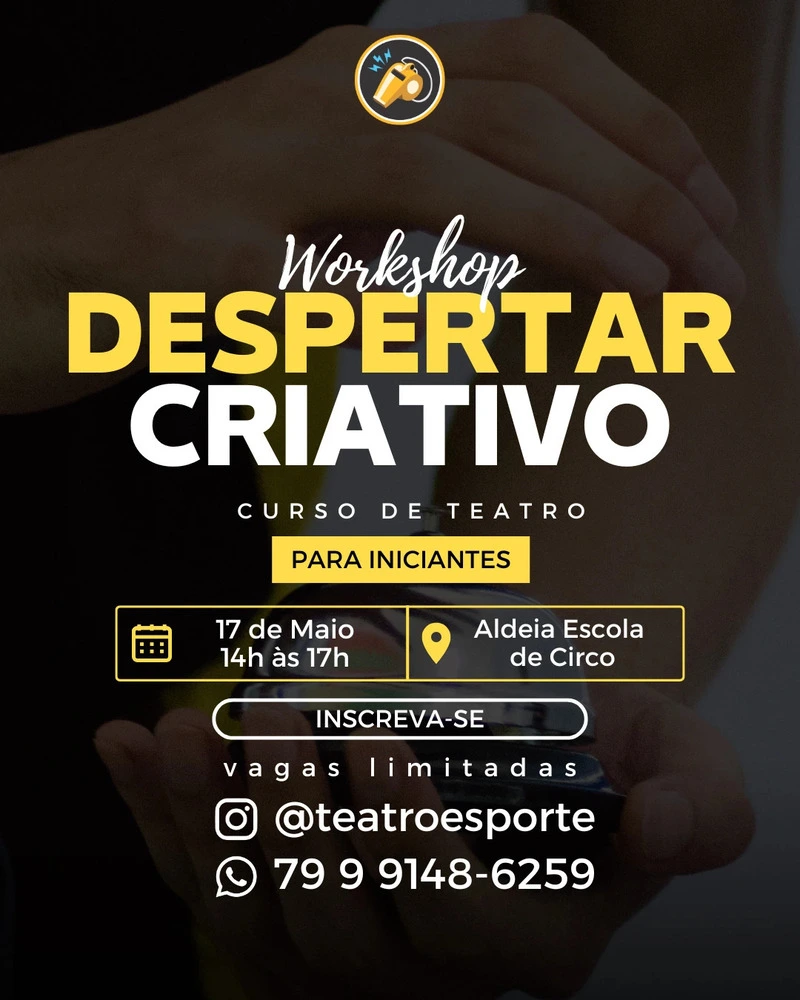 Workshop
DESPERTAR
CRIATIVO
CURSO DE TEATRO
PARA INICIANTES
17 de Maio
14h às 17h
Aldeia Escola
de Circo
INSCREVA-SE
vagas limitadas
@teatroesporte
79 9 9148-6259